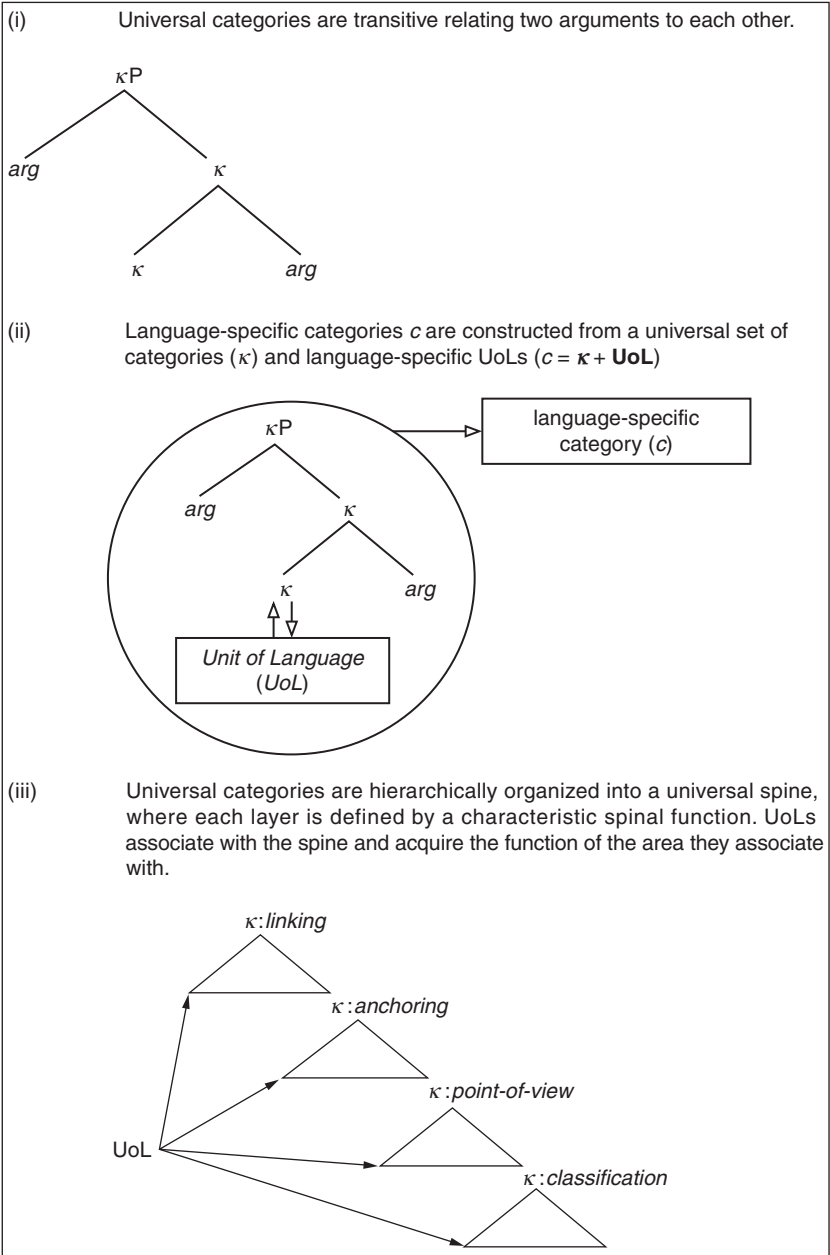 (i) Universal categories are transitive relating two arguments to each other.
κP
arg κ
κ arg
(ii) Language-specific categories c are constructed from a universal set of
categories (κ) and language-specific UoLs (c = κ + UoL)
κP
language-specific
category (c)
arg κ
κ arg
Unit of Language
(UoL)
(iii) Universal categories are hierarchically organized into a universal spine,
where each layer is defined by a characteristic spinal function. UoLs
associate with the spine and acquire the function of the area they associate
with.
κ:linking
κ:anchoring
κ:point-of-view
UoL
κ:classification